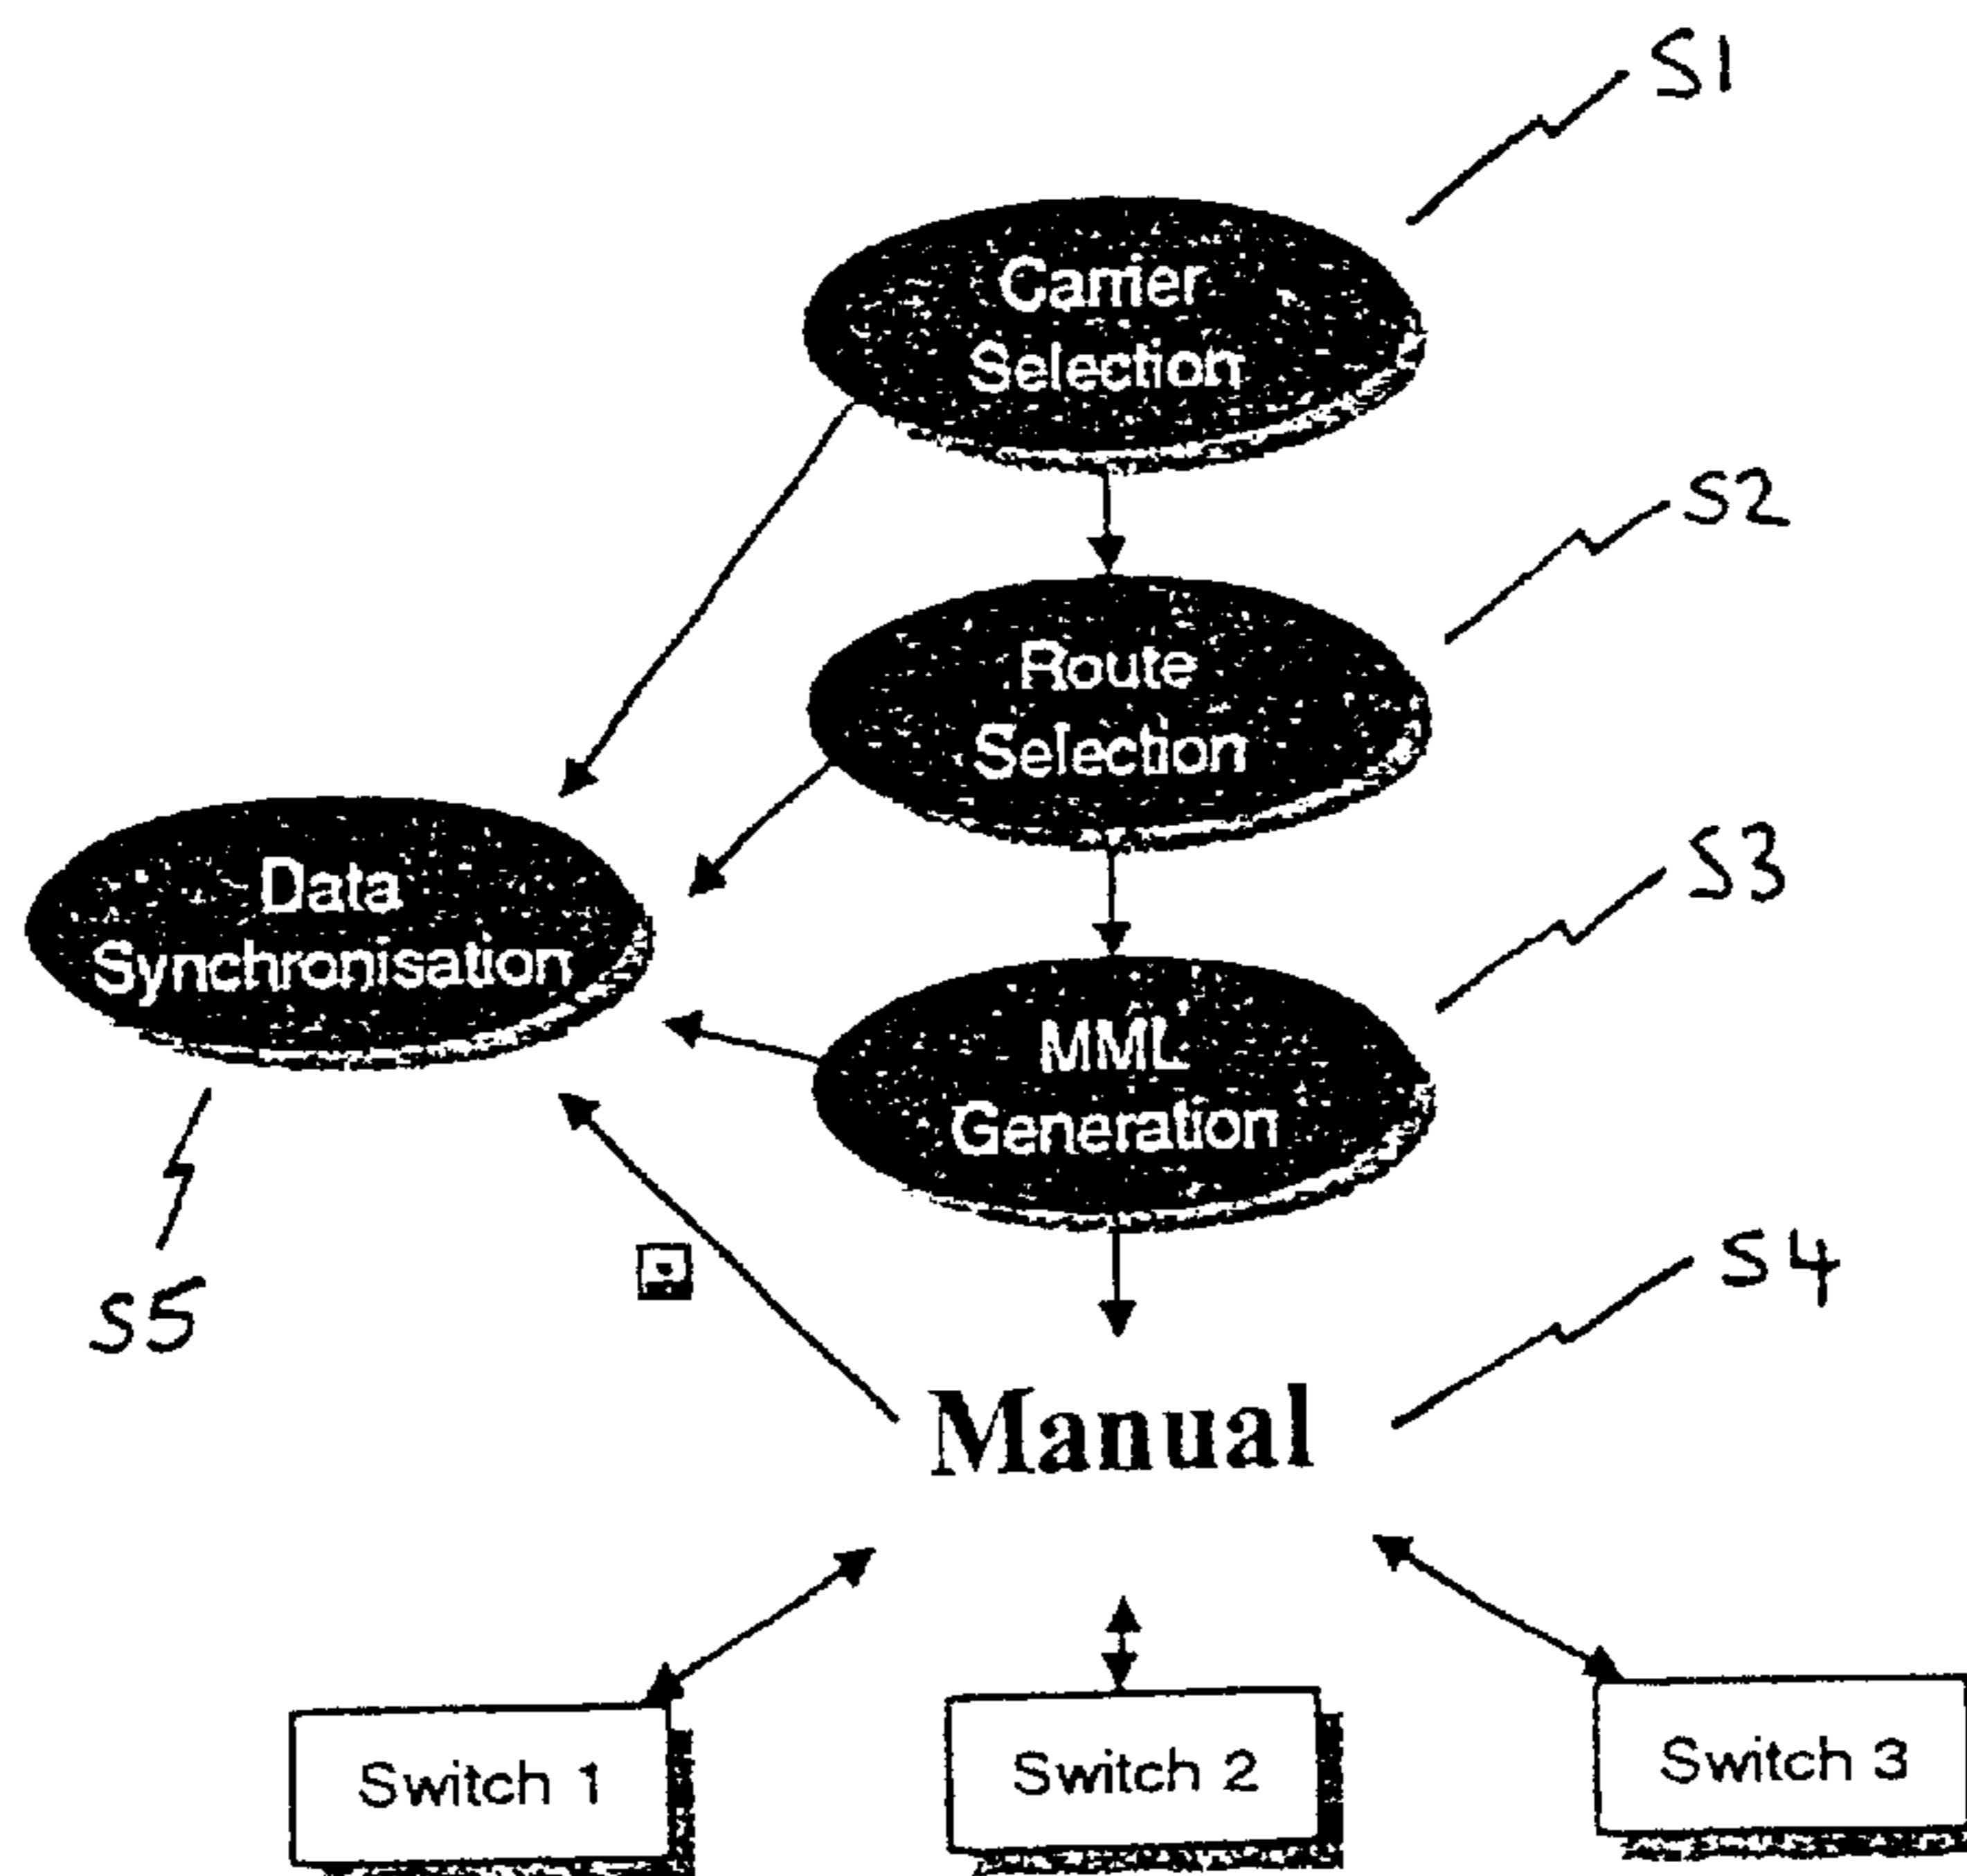 S1
Carrier
Selection
S2
Route
Selection
S3
Data
Synchronisation
MML
Generation
S4
S5
Manual
Switch 1
Switch 2
Switch 3